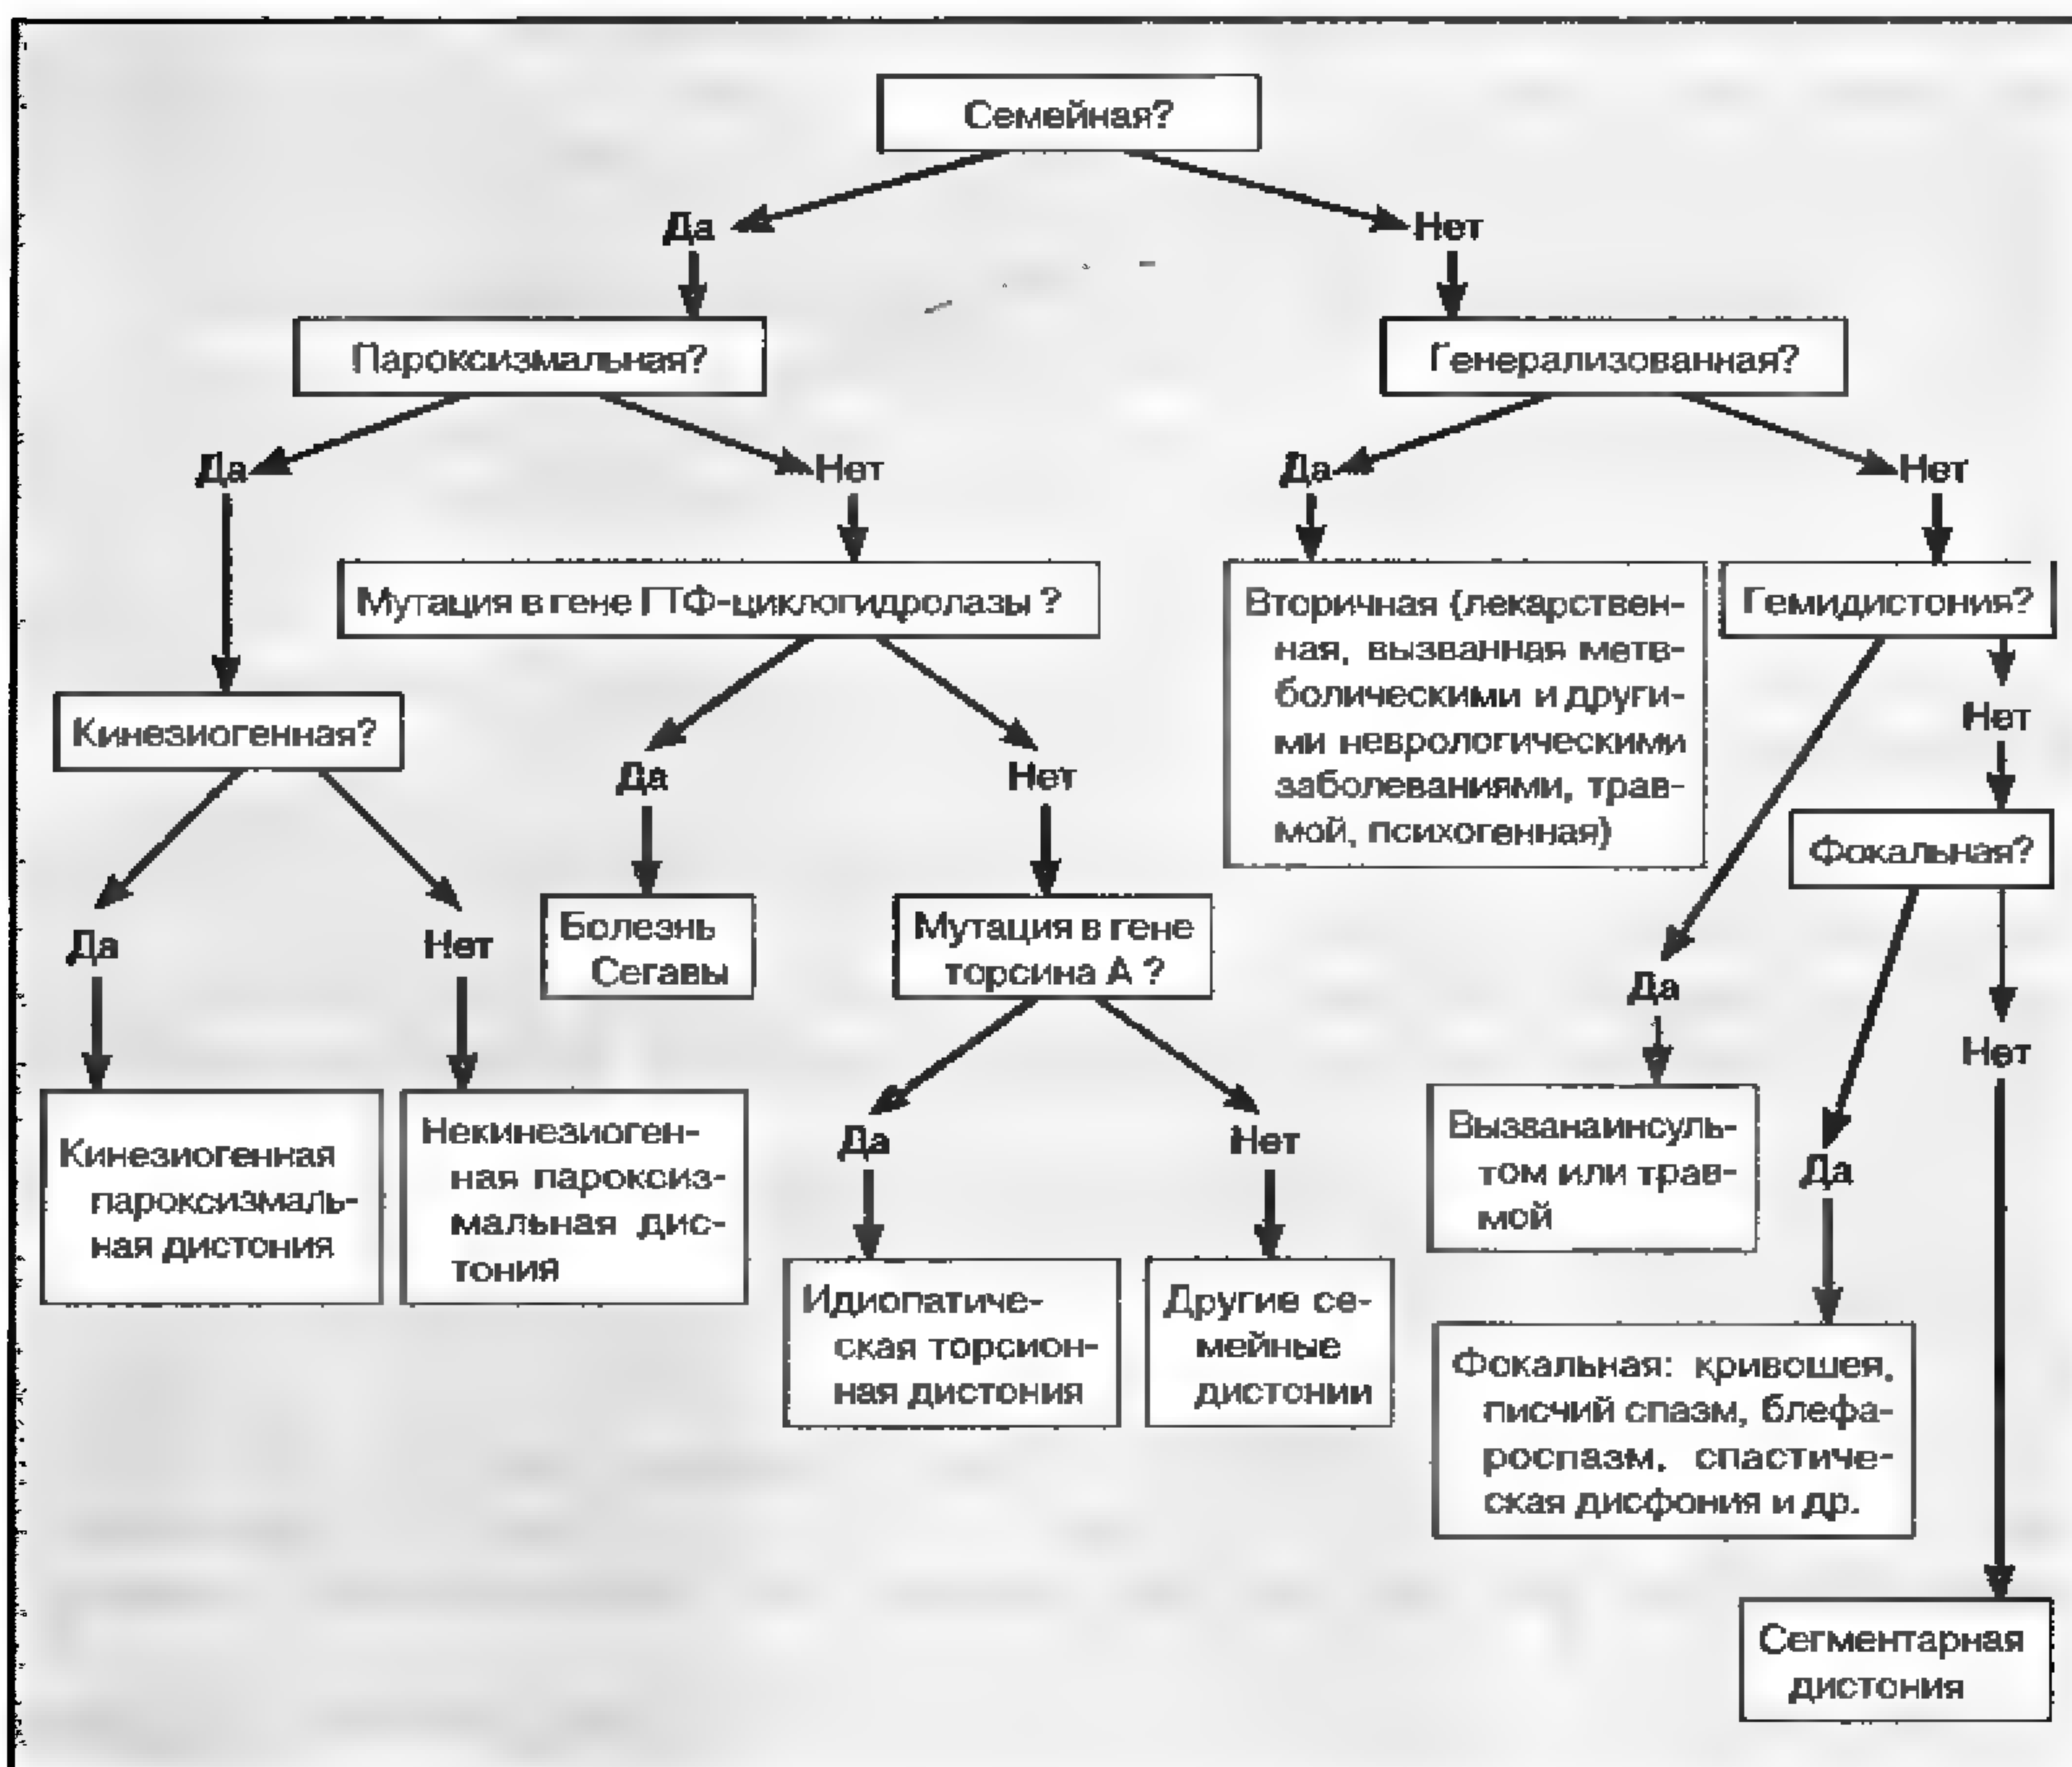 Семейная?
Да
Нет
Пароксизмальная?
Генерализованная?
Да
Нет
Да
Нет
Мутация в гене ГТФ-циклогидролазы ?
Вторичная (лекарствен-
ная, вызванная метв-
болическими и други-
ми неврологическими
заболеваниями, трав-
мой, психогенная)
Гемидистония?
Кинезиогенная?
Да
Нет
Нет
Фокальная?
Да
Нет
Болезнь
Сегавы
Мутация в гене
торсина А ?
Да
Нет
Кинезиогенная
пароксизмаль-
ная дистония
Некинезиоген-
ная пароксиз-
мальная дис-
тония
Да
Нет
Вызванаинсуль-
том или трав-
мой
Да
Идиопатиче-
ская торсион-
ная дистония
Другие се-
мейные
дистонии
Фокальная: кривошея,
писчий спазм, блефа-
роспазм, спастиче-
ская дисфония и др.
Сегментарная
дистония